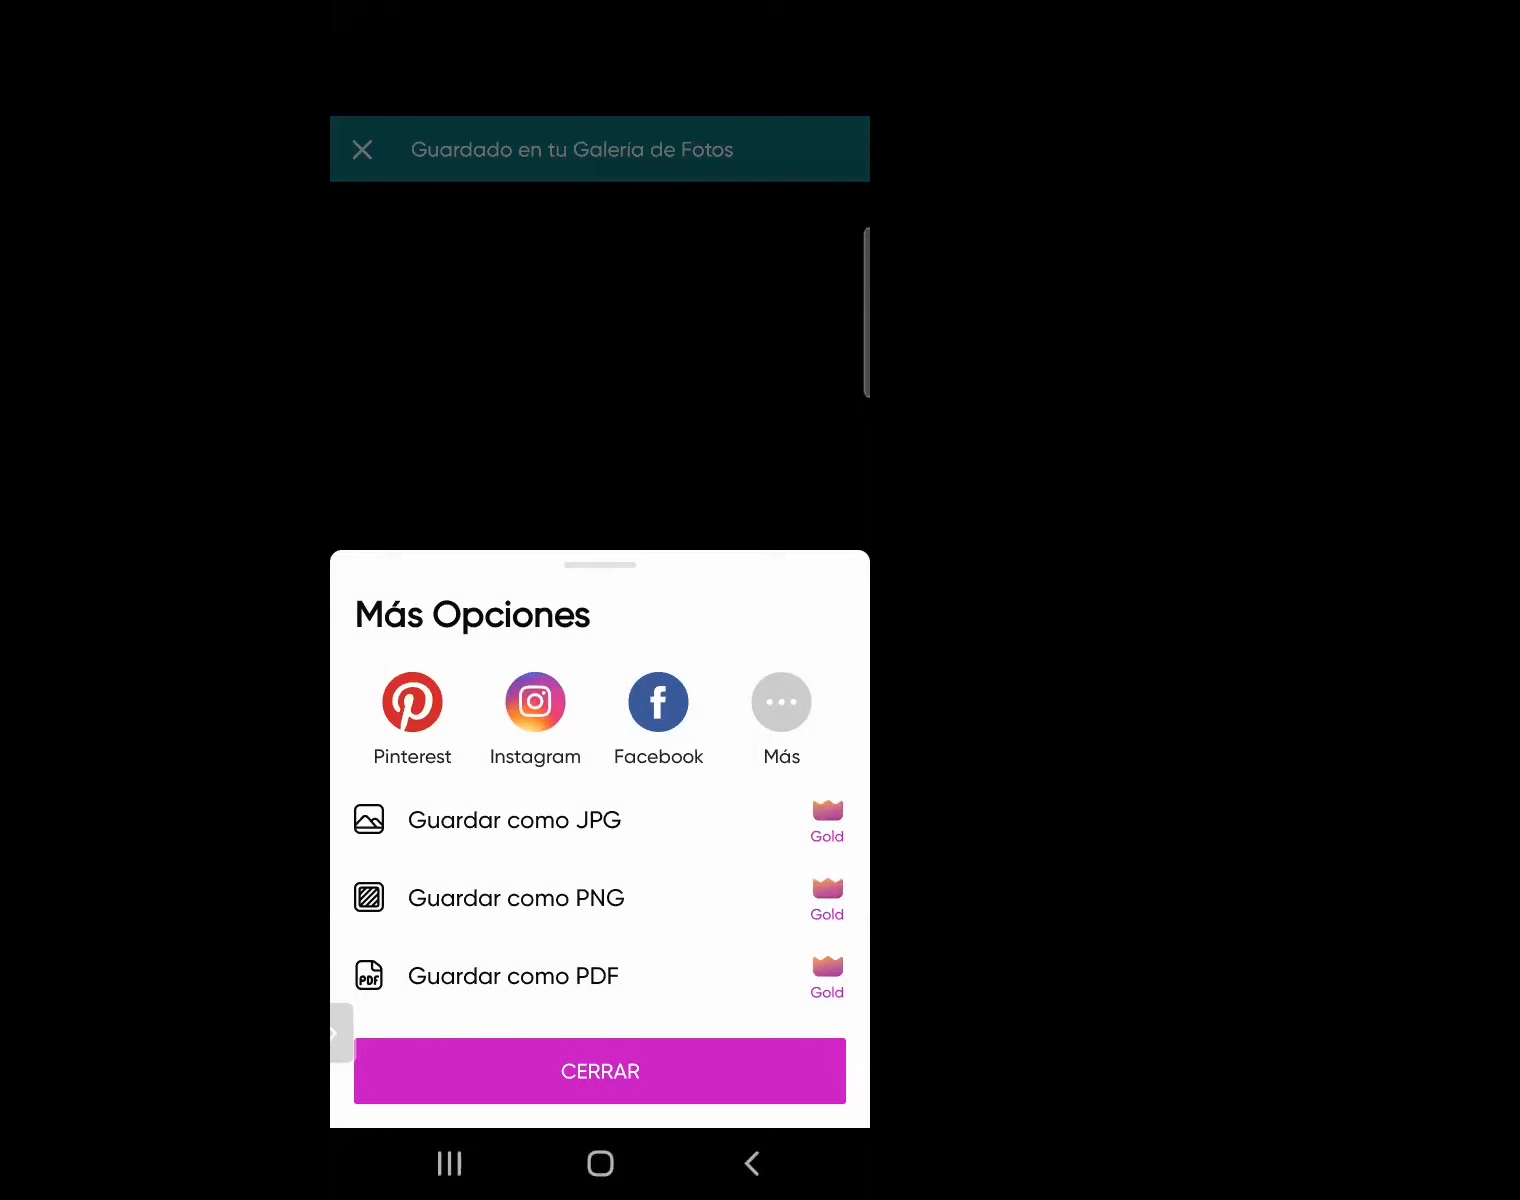 Guardado en tu Galería de Fotos
Más Opciones
Pinterest
Instagram
Facebook
Más
Guardar como JPG
Gold
Guardar como PNG
Gold
PDF
Guardar como PDF
Gold
CERRAR